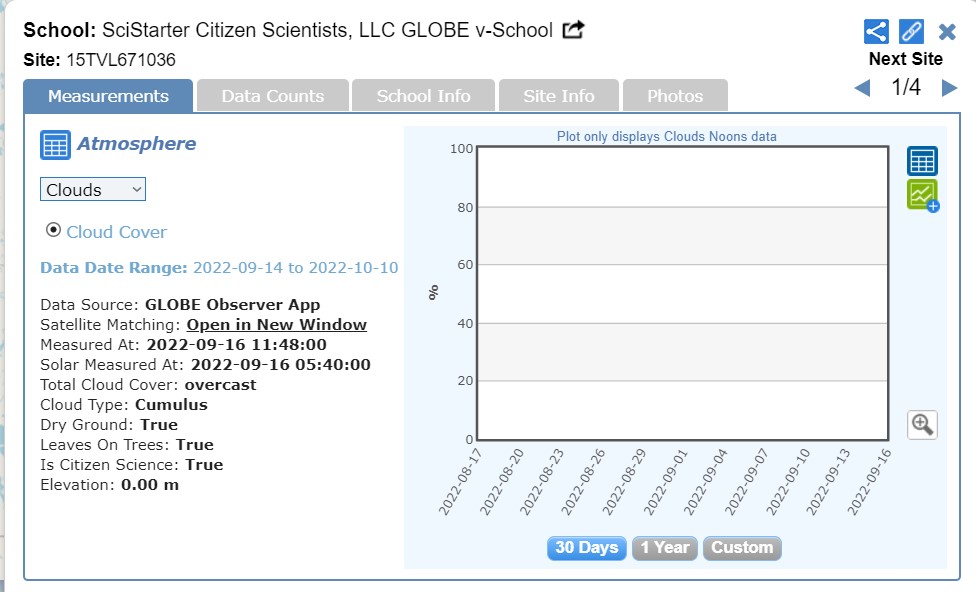 School: SciStarter Citizen Scientists, LLC GLOBE v-School
Site: 15TVL671036
Next Site
1/4
Measurements
Data Counts
School Info
Site Info
Photos
Atmosphere
Clouds
Cloud Cover
Data Date Range: 2022-09-14 to 2022-10-10
Data Source: GLOBE Observer App
Satellite Matching: Open in New Window
Measured At: 2022-09-16 11:48:00
Solar Measured At: 2022-09-16 05:40:00
Total Cloud Cover: overcast
Cloud Type: Cumulus
Dry Ground: True
Leaves On Trees: True
Is Citizen Science: True
Elevation: 0.00 m
Plot only displays Clouds Noons data
100
80
60
40
20
0
%
2022-08-17
2022-08-20
2022-08-23
2022-08-26
2022-08-29
2022-09-01
2022-09-04
2022-09-07
2022-09-10
2022-09-13
2022-09-16
30 Days
1 Year
Custom